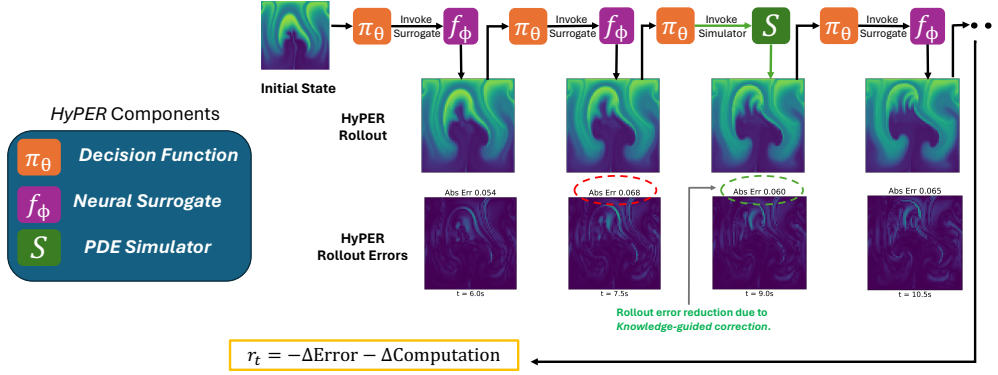 π_θ
Invoke
Surrogate
f_ϕ
π_θ
Invoke
Surrogate
f_ϕ
π_θ
Invoke
Simulator
S
π_θ
Invoke
Surrogate
f_ϕ
Initial State
HyPER Components
π_θ Decision Function
f_ϕ Neural Surrogate
S PDE Simulator
HyPER
Rollout
Abs Err 0.054
Abs Err 0.068
Abs Err 0.060
Abs Err 0.065
HyPER
Rollout Errors
t = 6.0s
t = 7.5s
t = 9.0s
t = 10.5s
Rollout error reduction due to
Knowledge-guided correction.
r_t = −ΔError − ΔComputation